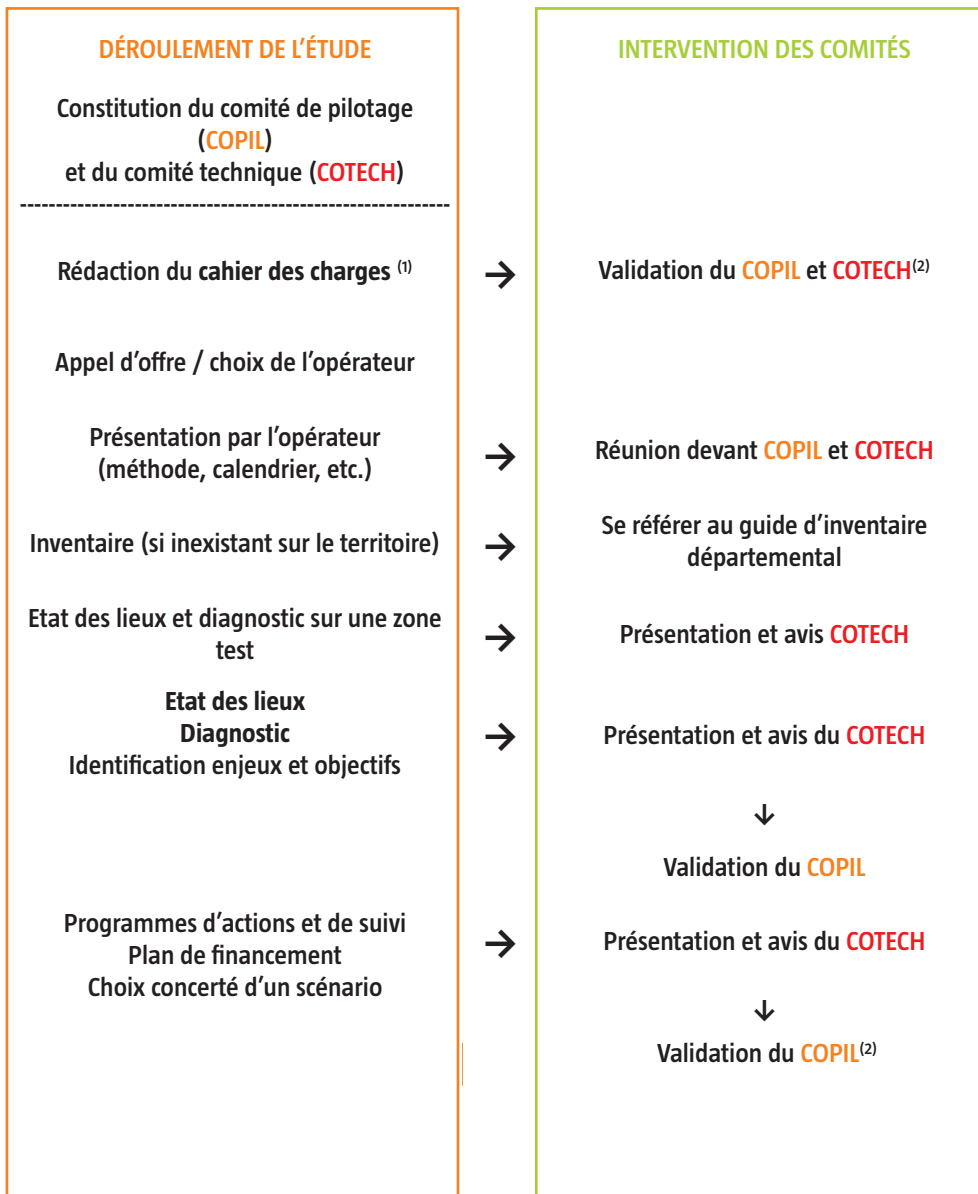 DÉROULEMENT DE L'ÉTUDE
Constitution du comité de pilotage
(COPIL)
et du comité technique (COTECH)
------------------------------------------------------------
Rédaction du cahier des charges (1)
Appel d'offre / choix de l'opérateur
Présentation par l'opérateur
(méthode, calendrier, etc.)
Inventaire (si inexistant sur le territoire)
Etat des lieux et diagnostic sur une zone
test
Etat des lieux
Diagnostic
Identification enjeux et objectifs
Programmes d'actions et de suivi
Plan de financement
Choix concerté d'un scénario
→
→
→
→
→
→
INTERVENTION DES COMITÉS
Validation du COPIL et COTECH(2)
Réunion devant COPIL et COTECH
Se référer au guide d'inventaire
départemental
Présentation et avis COTECH
Présentation et avis du COTECH
↓
Validation du COPIL
Présentation et avis du COTECH
↓
Validation du COPIL(2)